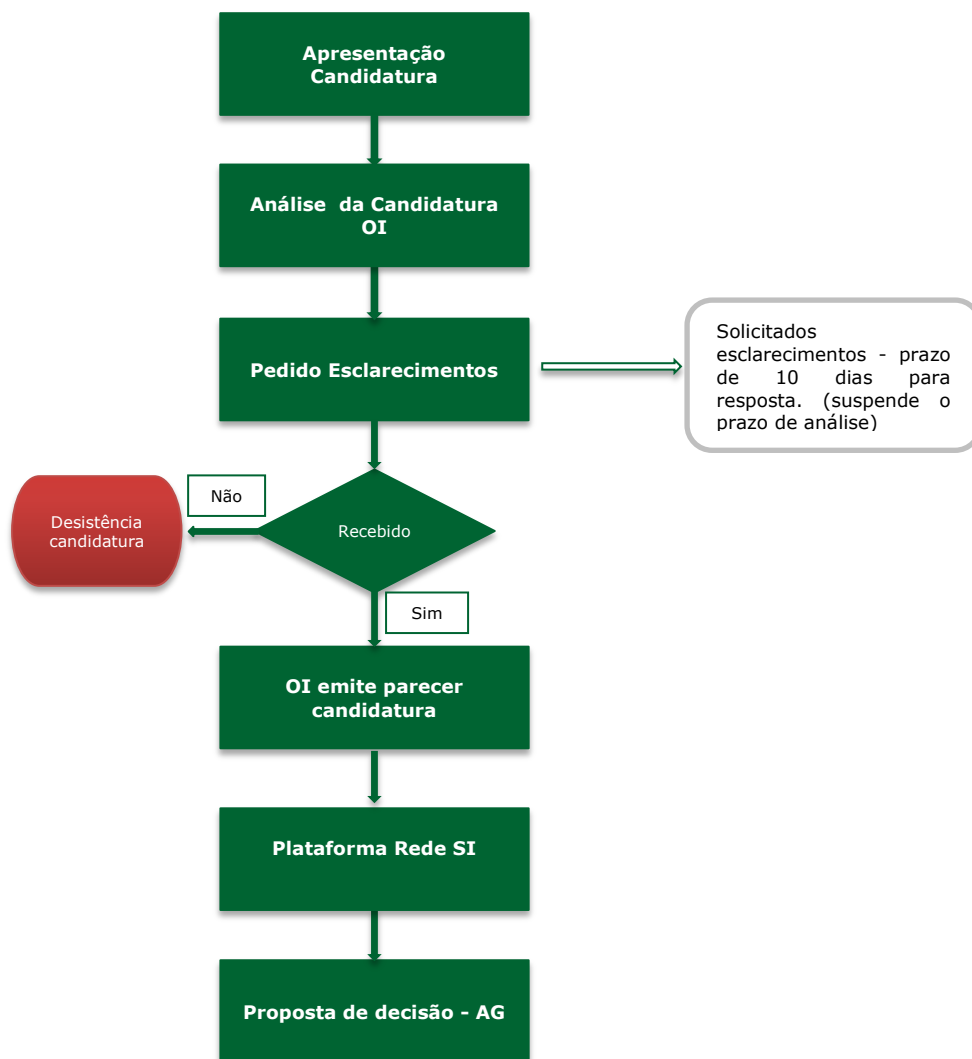 Apresentação
Candidatura
Análise da Candidatura
OI
Pedido Esclarecimentos
Solicitados
esclarecimentos - prazo
de 10 dias para
resposta. (suspende o
prazo de análise)
Não
Desistência
candidatura
Recebido
Sim
OI emite parecer
candidatura
Plataforma Rede SI
Proposta de decisão - AG